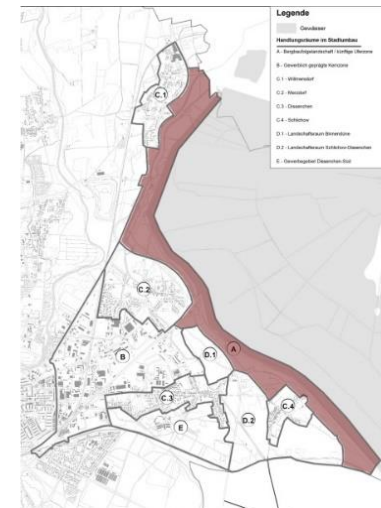 Legende
Gewässer
Handlungsräume im Stadtumbau
A - Bergbaufolgelandschaft / künftige Uferzone
B - Gewerblich geprägte Kernzone
C.1 - Willmersdorf
C.2 - Merzdorf
C.3 - Dissenchen
C.4 - Schlichow
D.1 - Landschaftsraum Binnendüne
D.2 - Landschaftsraum Schlichow-Dissenchen
E - Gewerbegebiet Dissenchen-Süd
C.1
C.2
B
D.1
A
C.3
C.4
D.2
E